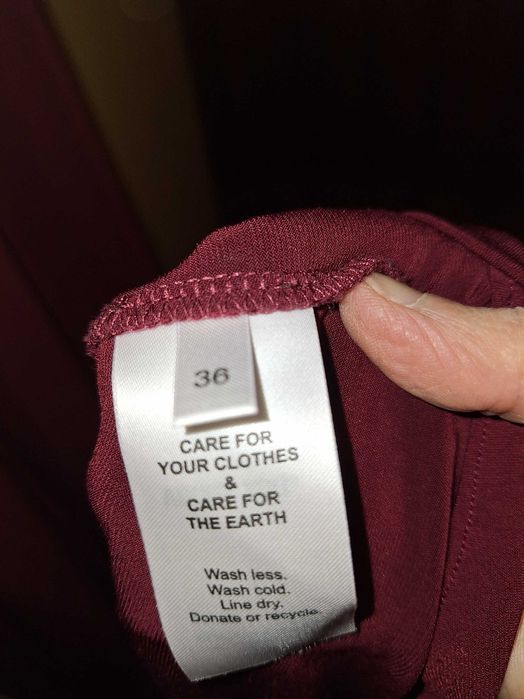 36
CARE FOR
YOUR CLOTHES
&
CARE FOR
THE EARTH
Wash less.
Wash cold.
Line dry.
Donate or recycle.